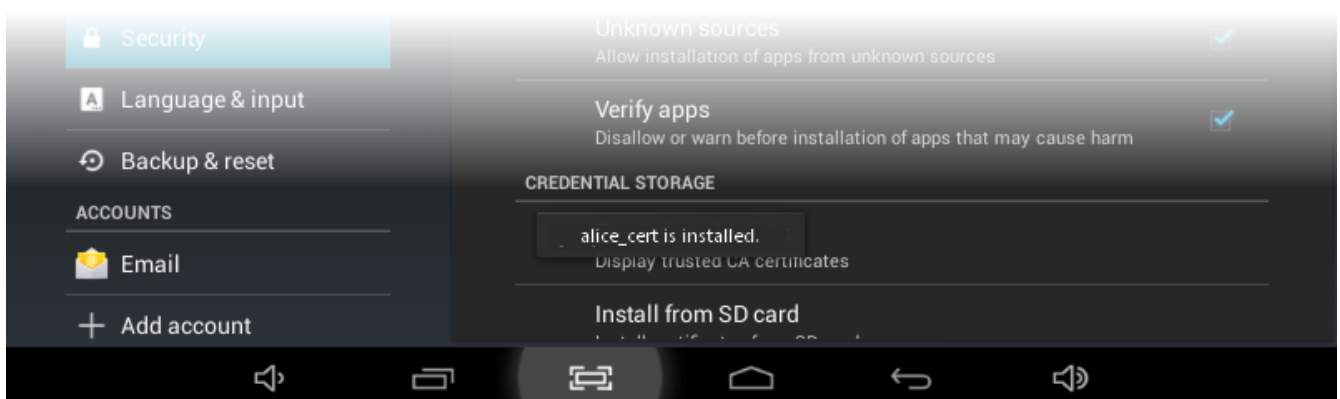 Security
Language & input
Backup & reset
ACCOUNTS
Email
Add account
Unknown sources
Allow installation of apps from unknown sources
Verify apps
Disallow or warn before installation of apps that may cause harm
CREDENTIAL STORAGE
alice_cert is installed.
Display trusted CA certificates
Install from SD card